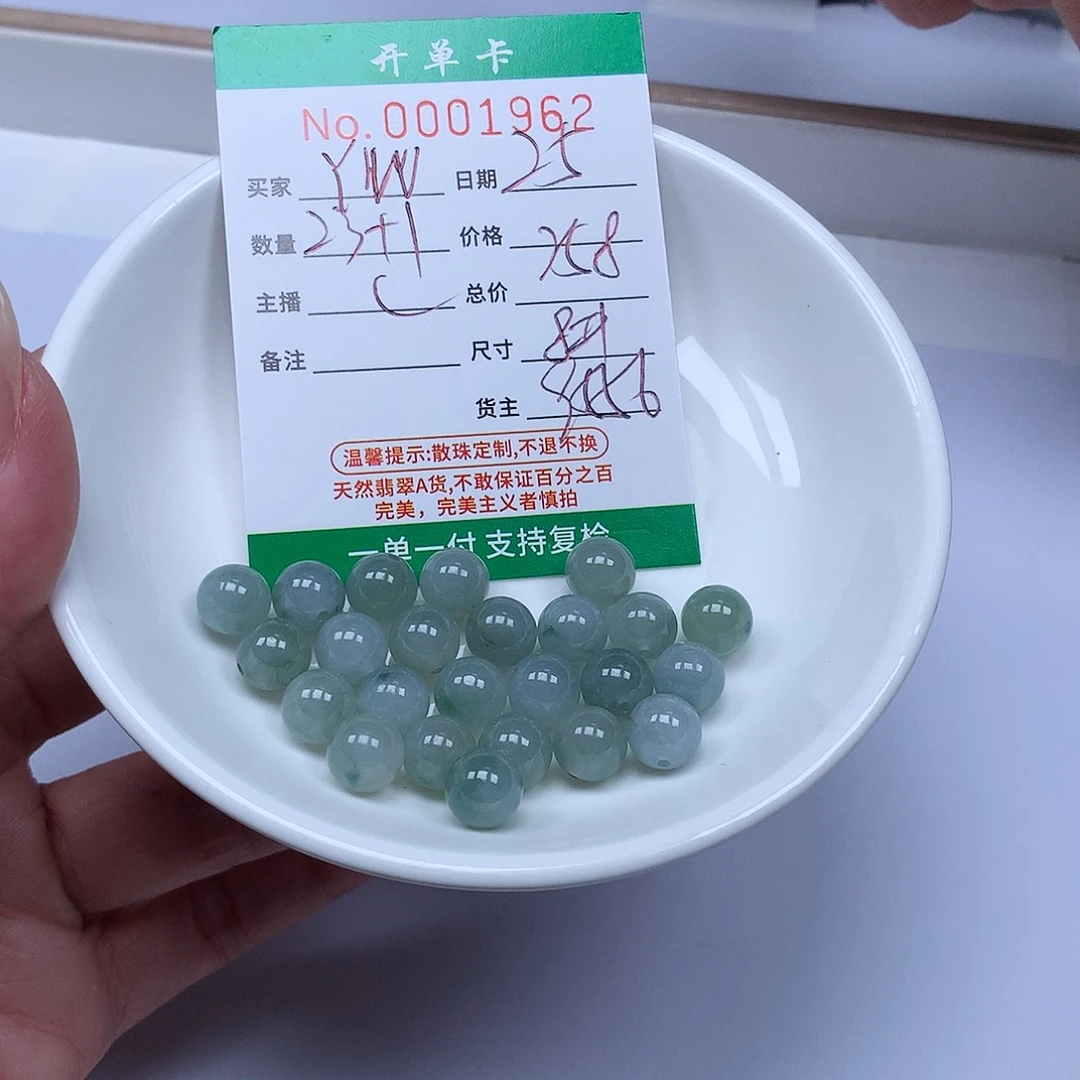 开单卡
No.0001962
买家 YHW 日期 25
数量 23+1 价格 258
主播 C 总价
备注 尺寸
货主
温馨提示:散珠定制,不退不换
天然翡翠A货,不敢保证百分之百
完美，完美主义者慎拍
一单一付 支持复检